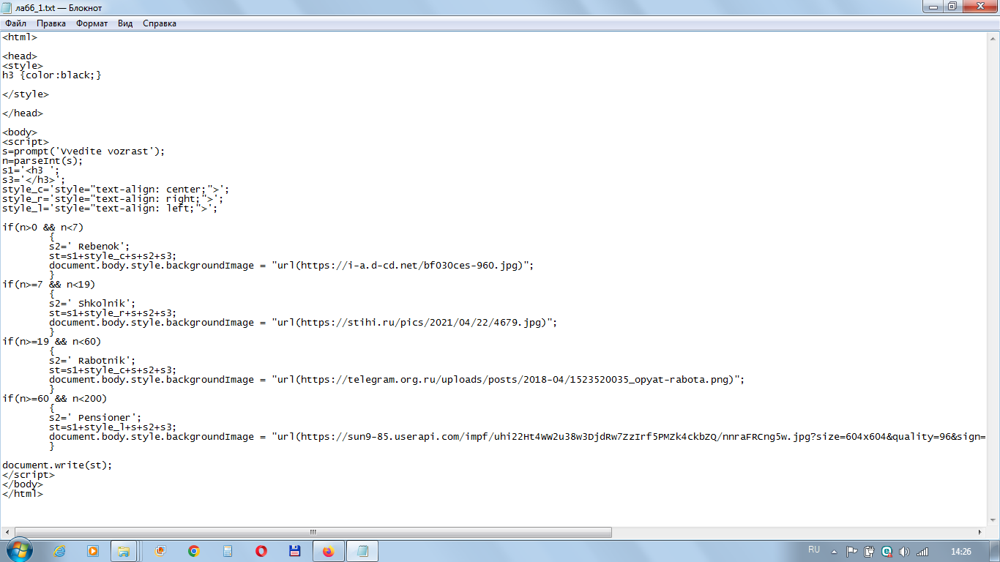 лабб_1.txt — Блокнот
Файл Правка Формат Вид Справка
<html>
<head>
<style>
h3 {color:black;}
</style>
</head>
<body>
<script>
s=prompt('Vvedite vozrast');
n=parseInt(s);
s1='<h3 ';
s3='</h3>';
style_c='style="text-align: center;">';
style_r='style="text-align: right;">';
style_l='style="text-align: left;">';
if(n>0 && n<7)
{
s2=' Rebenok';
st=s1+style_c+s+s2+s3;
document.body.style.backgroundImage = "url(https://i-a.d-cd.net/bf030ces-960.jpg)";
}
if(n>=7 && n<19)
{
s2=' Shkolnik';
st=s1+style_r+s+s2+s3;
document.body.style.backgroundImage = "url(https://stihi.ru/pics/2021/04/22/4679.jpg)";
}
if(n>=19 && n<60)
{
s2=' Rabotnik';
st=s1+style_c+s+s2+s3;
document.body.style.backgroundImage = "url(https://telegram.org.ru/uploads/posts/2018-04/1523520035_opyat-rabota.png)";
}
if(n>=60 && n<200)
{
s2=' Pensioner';
st=s1+style_l+s+s2+s3;
document.body.style.backgroundImage = "url(https://sun9-85.userapi.com/impf/uhi22Ht4WW2u38w3DjdRw7ZzIrf5PMZk4ckbZQ/nnraFRCng5w.jpg?size=604x604&quality=96&sign=
}
document.write(st);
</script>
</body>
</html>
RU
14:26